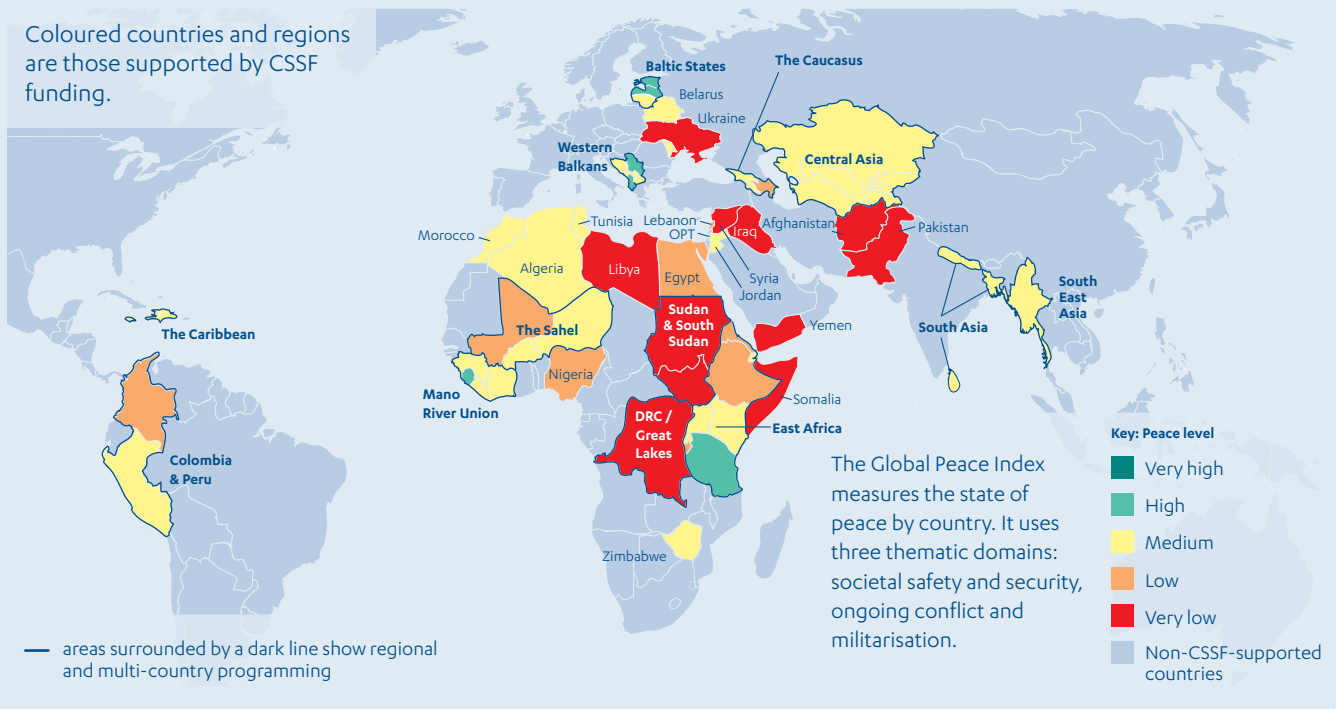 Coloured countries and regions
are those supported by CSSF
funding.
Baltic States
The Caucasus
Belarus
Ukraine
Western
Balkans
Central Asia
Morocco
Tunisia
Lebanon
OPT
Afghanistan
Iraq
Pakistan
Algeria
Libya
Egypt
Syria
Jordan
South
East
Asia
Sudan
& South
Sudan
The Sahel
Yemen
South Asia
The Caribbean
Nigeria
Mano
River Union
Somalia
DRC /
Great
Lakes
East Africa
Colombia
& Peru
Zimbabwe
The Global Peace Index
measures the state of
peace by country. It uses
three thematic domains:
societal safety and security,
ongoing conflict and
militarisation.
Key: Peace level
Very high
High
Medium
Low
Very low
Non-CSSF-supported
countries
areas surrounded by a dark line show regional
and multi-country programming